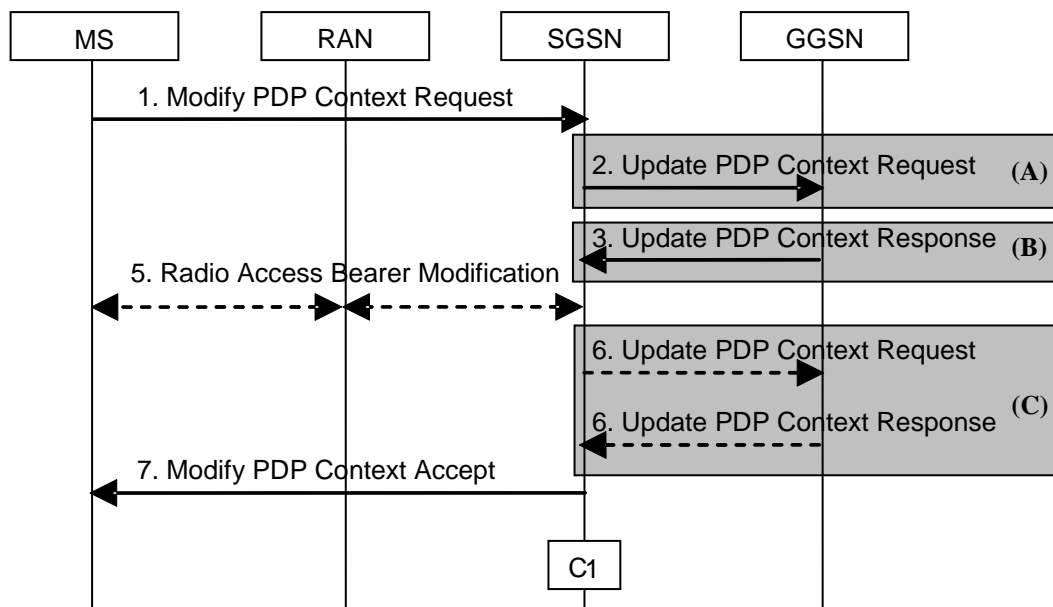 MS
RAN
SGSN
GGSN
1. Modify PDP Context Request
2. Update PDP Context Request
(A)
3. Update PDP Context Response
(B)
5. Radio Access Bearer Modification
6. Update PDP Context Request
(C)
6. Update PDP Context Response
7. Modify PDP Context Accept
C1